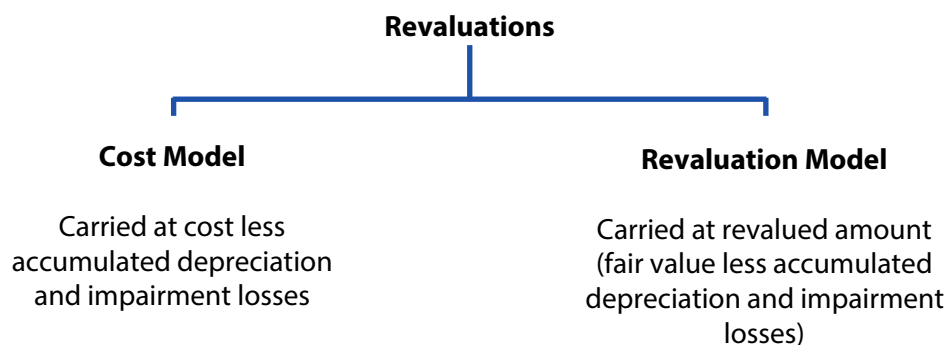 Revaluations
Cost Model
Carried at cost less
accumulated depreciation
and impairment losses
Revaluation Model
Carried at revalued amount
(fair value less accumulated
depreciation and impairment
losses)